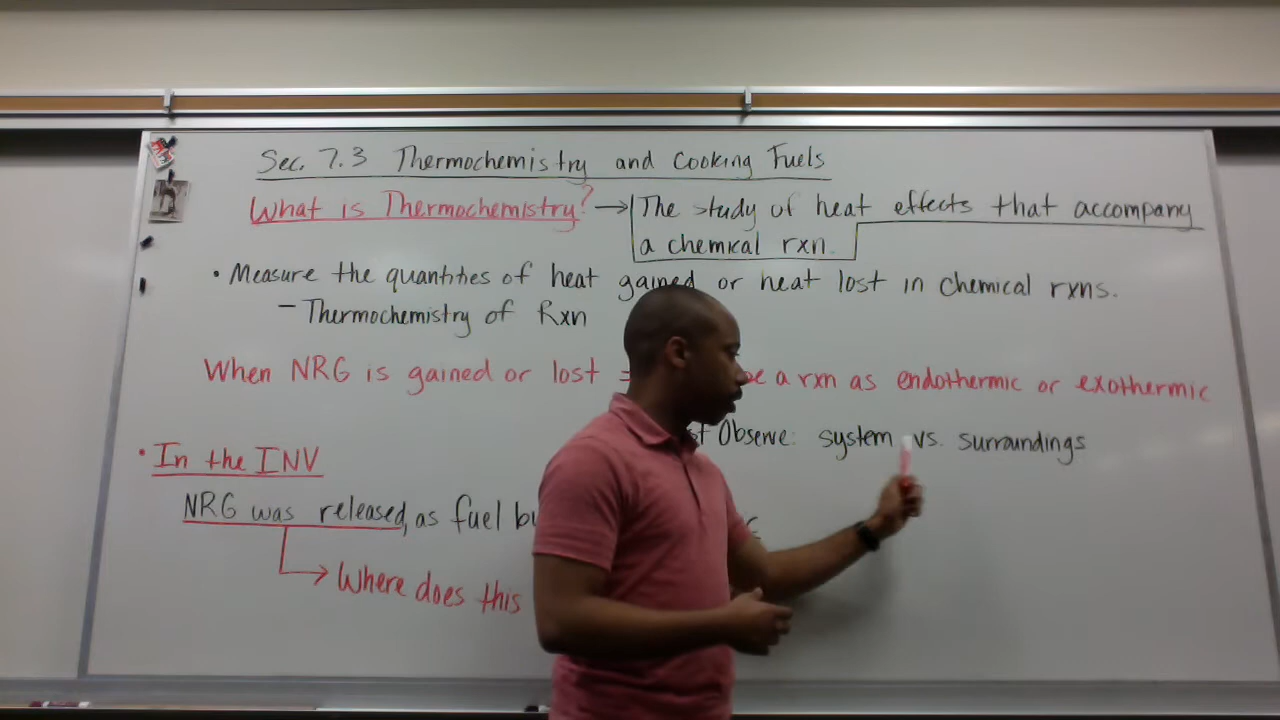 Sec. 7.3 Thermochemistry and Cooking Fuels
What is Thermochemistry? → The study of heat effects that accompany
a chemical rxn.
• Measure the quantities of heat gained or heat lost in chemical rxns.
– Thermochemistry of Rxn
When NRG is gained or lost a rxn as endothermic or exothermic
Observe: system vs. surroundings
• In the INV
NRG was released, as fuel
Where does this